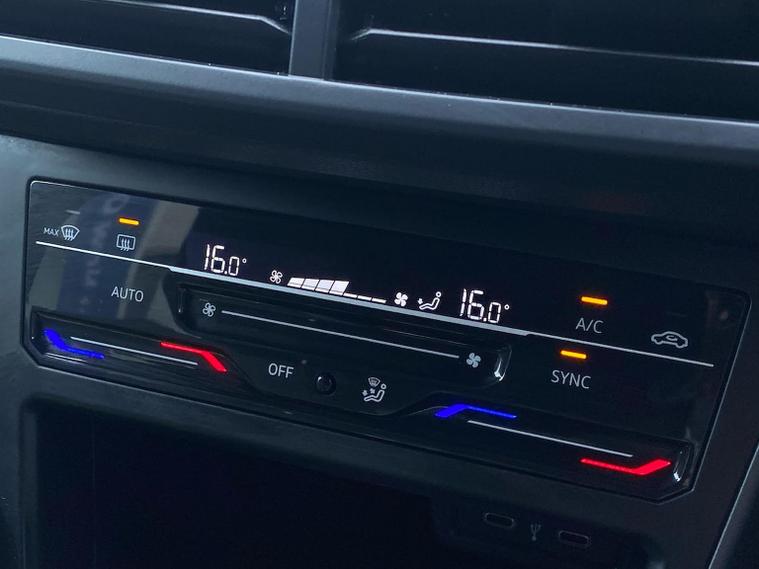 MAX
16.0° 16.0°
AUTO
A/C
OFF
SYNC